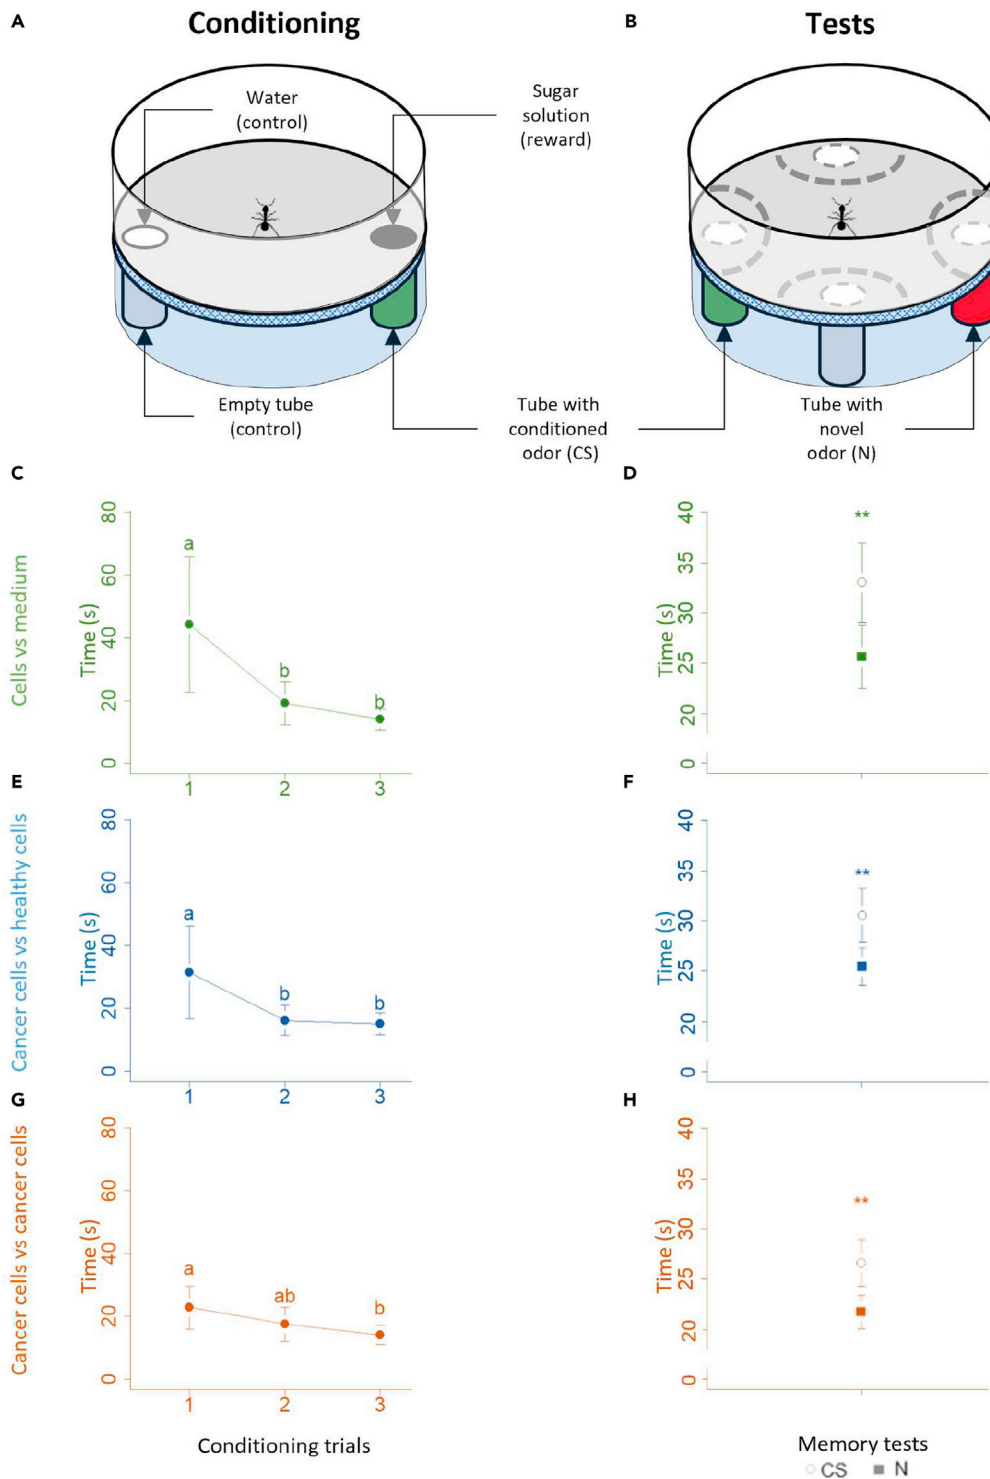 A
Conditioning
B
Tests
Water
(control)
Sugar
solution
(reward)
Empty tube
(control)
Tube with
conditioned
odor (CS)
Tube with
novel
odor (N)
C
D
Cells vs medium
Time (s)
80
60
40
20
0
a
b
b
1
2
3
Time (s)
40
35
30
25
20
0
**
E
F
Cancer cells vs healthy cells
Time (s)
80
60
40
20
0
a
b
b
1
2
3
Time (s)
40
35
30
25
20
0
**
G
H
Cancer cells vs cancer cells
Time (s)
80
60
40
20
0
a
ab
b
1
2
3
Time (s)
40
35
30
25
20
0
**
Conditioning trials
Memory tests
CS
N